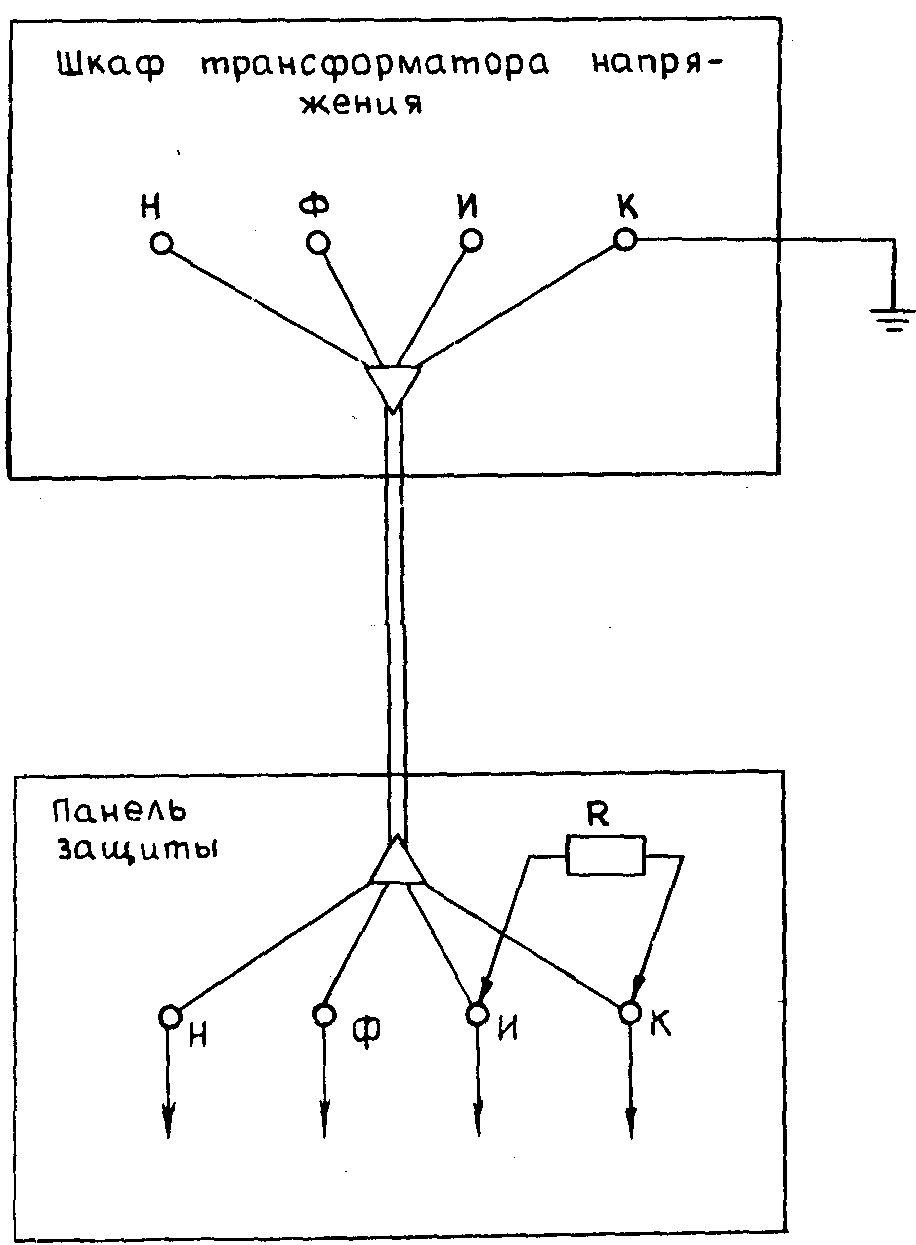 Шкаф трансформатора напря-
жения
Н Ф И К
Панель
защиты
R
Н Ф И К